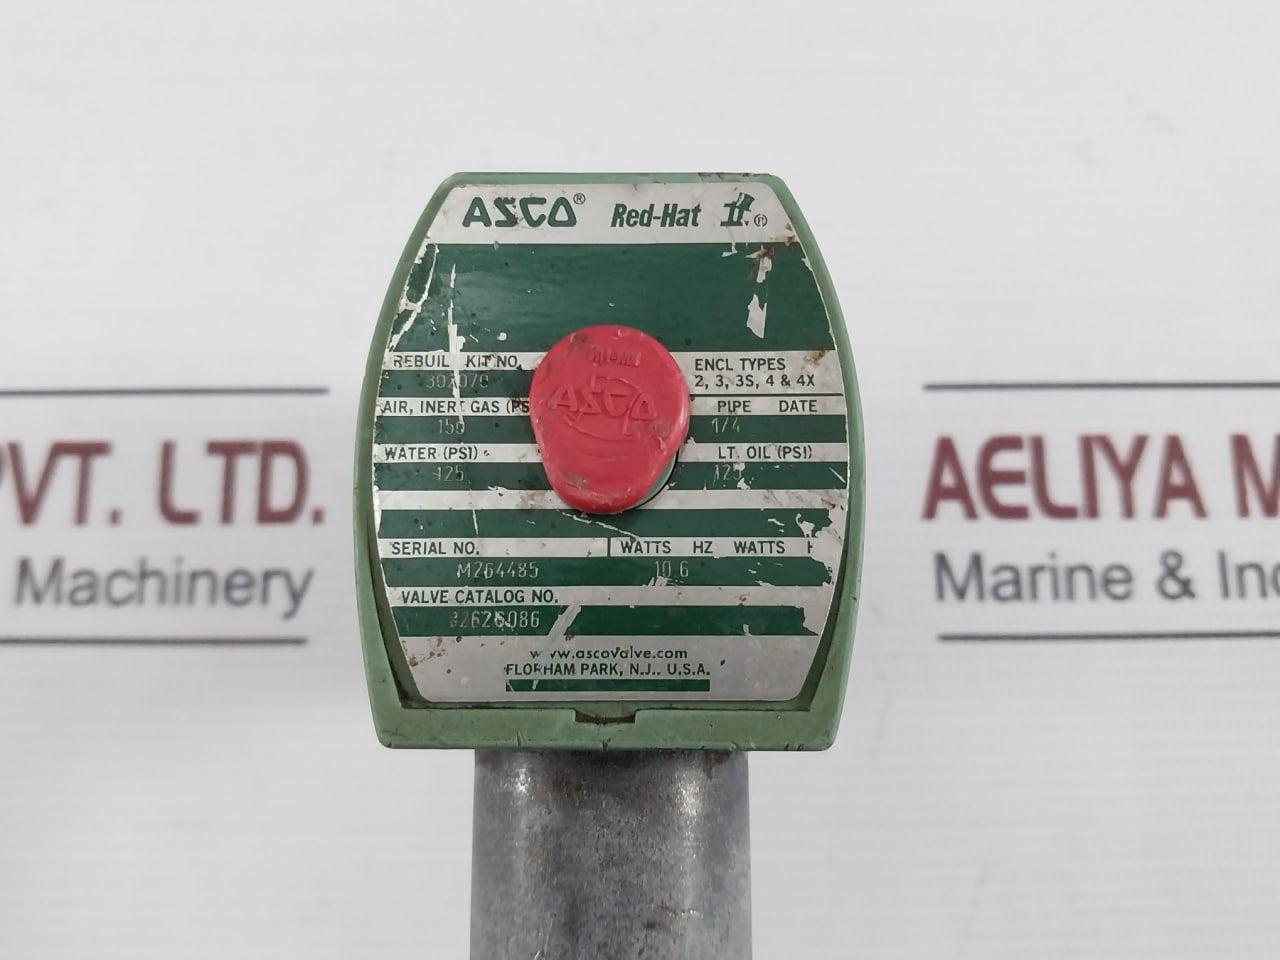 ASCO® Red-Hat II ®
REBUIL KIT NO.
ENCL TYPES
2, 3, 3S, 4 & 4X
AIR, INERT GAS (PS
PIPE DATE
150
1/4
ASCO
WATER (PSI)
LT. OIL (PSI)
125
125
SERIAL NO.
WATTS HZ WATTS H
M264485
10 6
VALVE CATALOG NO.
www.ascovalve.com
FLORHAM PARK, N.J., U.S.A.
PVT. LTD.
Machinery
AELIYA M
Marine & Ind